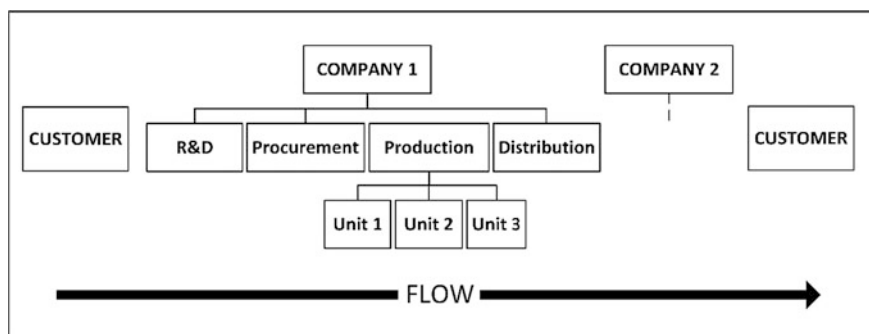 COMPANY 1
COMPANY 2
CUSTOMER
R&D
Procurement
Production
Distribution
CUSTOMER
Unit 1
Unit 2
Unit 3
FLOW